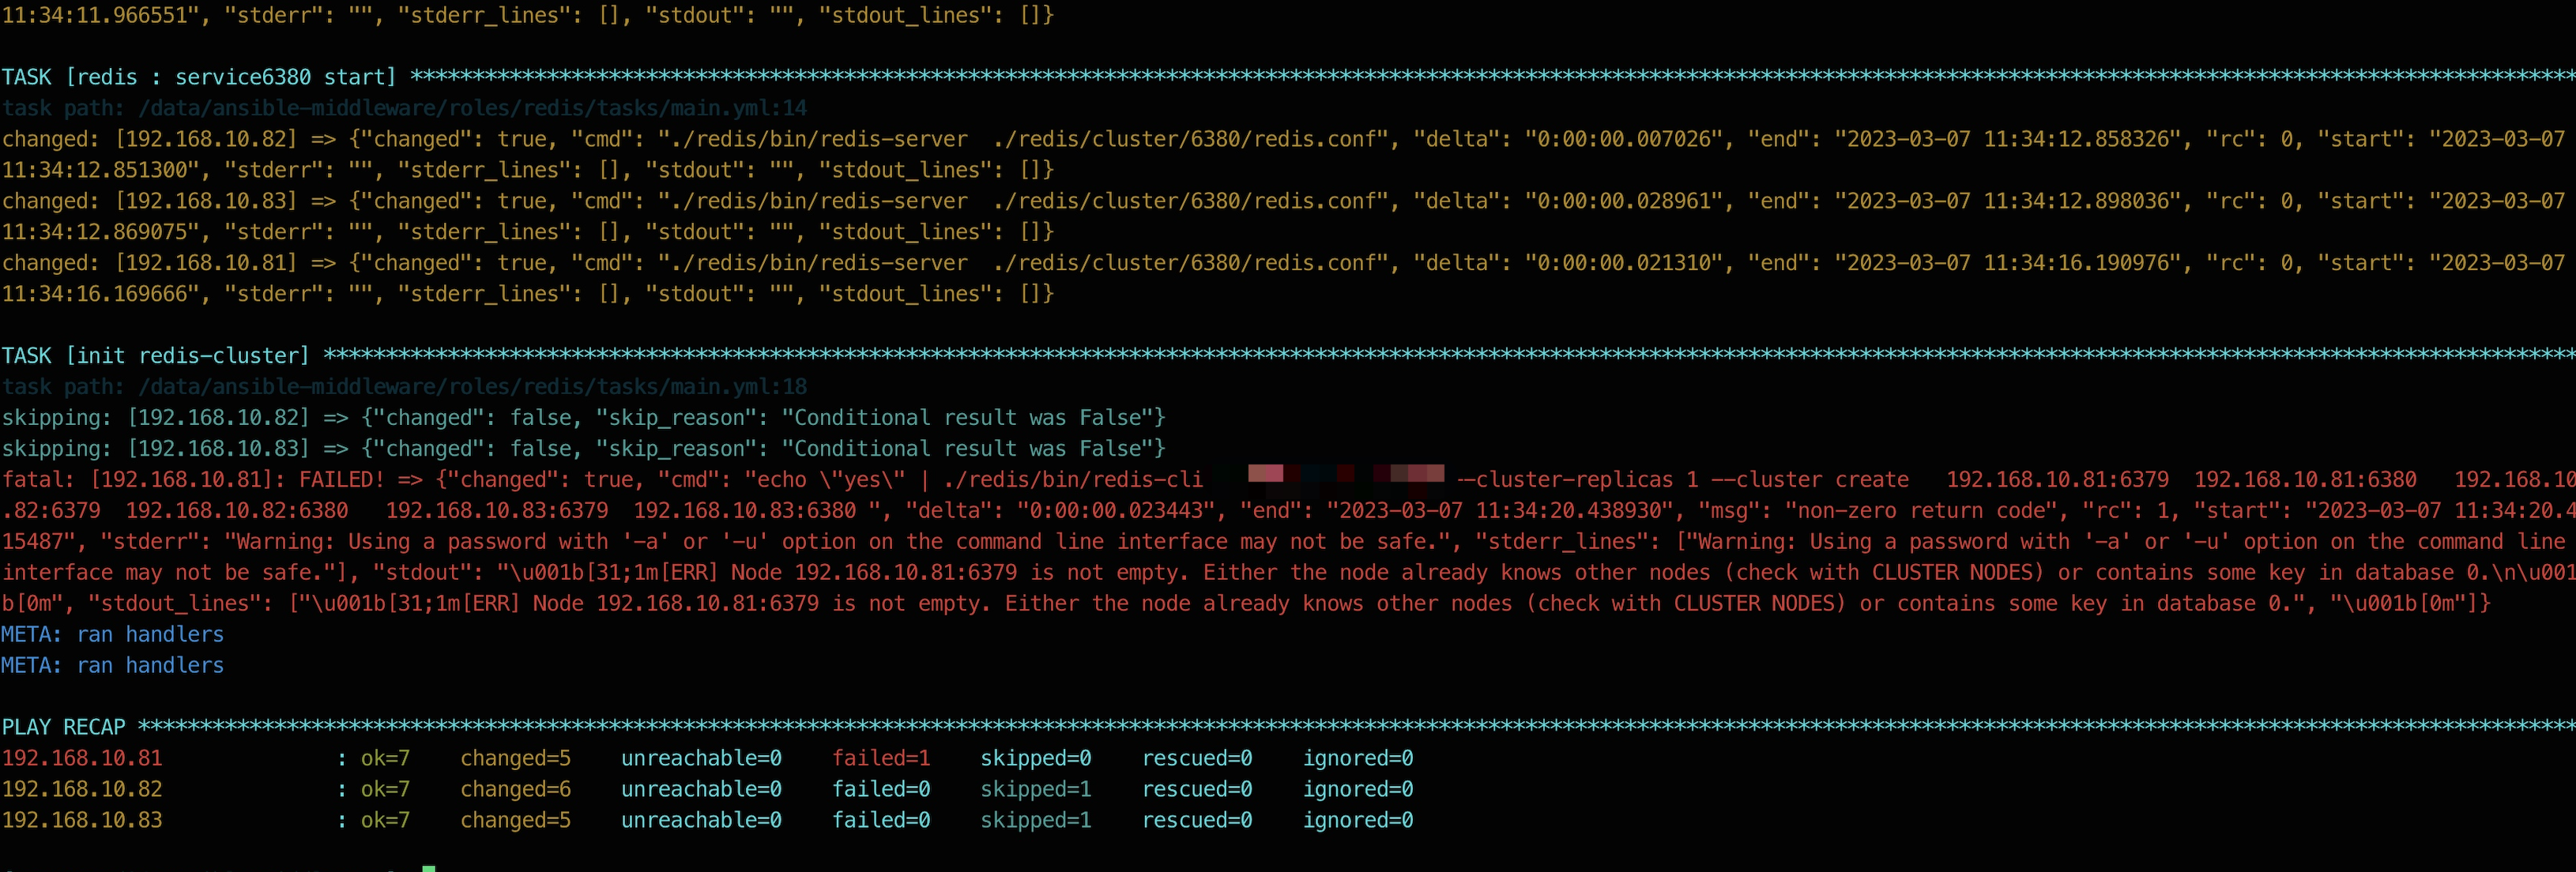 11:34:11.966551", "stderr": "", "stderr_lines": [], "stdout": "", "stdout_lines": []}
TASK [redis : service6380 start] ****************************************************************************************************************************************************************
task path: /data/ansible-middleware/roles/redis/tasks/main.yml:14
changed: [192.168.10.82] => {"changed": true, "cmd": "./redis/bin/redis-server  ./redis/cluster/6380/redis.conf", "delta": "0:00:00.007026", "end": "2023-03-07 11:34:12.858326", "rc": 0, "start": "2023-03-07
11:34:12.851300", "stderr": "", "stderr_lines": [], "stdout": "", "stdout_lines": []}
changed: [192.168.10.83] => {"changed": true, "cmd": "./redis/bin/redis-server  ./redis/cluster/6380/redis.conf", "delta": "0:00:00.028961", "end": "2023-03-07 11:34:12.898036", "rc": 0, "start": "2023-03-07
11:34:12.869075", "stderr": "", "stderr_lines": [], "stdout": "", "stdout_lines": []}
changed: [192.168.10.81] => {"changed": true, "cmd": "./redis/bin/redis-server  ./redis/cluster/6380/redis.conf", "delta": "0:00:00.021310", "end": "2023-03-07 11:34:16.190976", "rc": 0, "start": "2023-03-07
11:34:16.169666", "stderr": "", "stderr_lines": [], "stdout": "", "stdout_lines": []}
TASK [init redis-cluster] ***********************************************************************************************************************************************************************
task path: /data/ansible-middleware/roles/redis/tasks/main.yml:18
skipping: [192.168.10.82] => {"changed": false, "skip_reason": "Conditional result was False"}
skipping: [192.168.10.83] => {"changed": false, "skip_reason": "Conditional result was False"}
fatal: [192.168.10.81]: FAILED! => {"changed": true, "cmd": "echo \"yes\" | ./redis/bin/redis-cli --cluster-replicas 1 --cluster create   192.168.10.81:6379  192.168.10.81:6380   192.168.10
.82:6379  192.168.10.82:6380   192.168.10.83:6379  192.168.10.83:6380 ", "delta": "0:00:00.023443", "end": "2023-03-07 11:34:20.438930", "msg": "non-zero return code", "rc": 1, "start": "2023-03-07 11:34:20.4
15487", "stderr": "Warning: Using a password with '-a' or '-u' option on the command line interface may not be safe.", "stderr_lines": ["Warning: Using a password with '-a' or '-u' option on the command line
interface may not be safe."], "stdout": "\u001b[31;1m[ERR] Node 192.168.10.81:6379 is not empty. Either the node already knows other nodes (check with CLUSTER NODES) or contains some key in database 0.\n\u001
b[0m", "stdout_lines": ["\u001b[31;1m[ERR] Node 192.168.10.81:6379 is not empty. Either the node already knows other nodes (check with CLUSTER NODES) or contains some key in database 0.", "\u001b[0m"]}
META: ran handlers
META: ran handlers
PLAY RECAP **************************************************************************************************************************************************************************************
192.168.10.81              : ok=7    changed=5    unreachable=0    failed=1    skipped=0    rescued=0    ignored=0
192.168.10.82              : ok=7    changed=6    unreachable=0    failed=0    skipped=1    rescued=0    ignored=0
192.168.10.83              : ok=7    changed=5    unreachable=0    failed=0    skipped=1    rescued=0    ignored=0